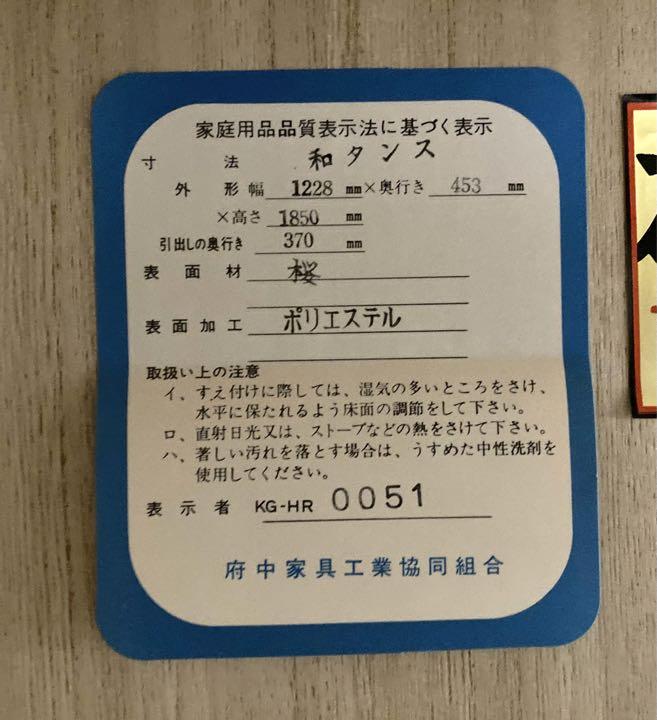 家庭用品品質表示法に基づく表示
寸法 和タンス
外形幅 1228 mm×奥行き 453 mm
×高さ 1850 mm
引出しの奥行き 370 mm
表面材 桜
表面加工 ポリエステル
取扱い上の注意
イ、すえ付けに際しては、湿気の多いところをさけ、
水平に保たれるよう床面の調節をして下さい。
ロ、直射日光又は、ストーブなどの熱をさけて下さい。
ハ、著しい汚れを落とす場合は、うすめた中性洗剤を
使用してください。
表示者 KG-HR 0051
府中家具工業協同組合